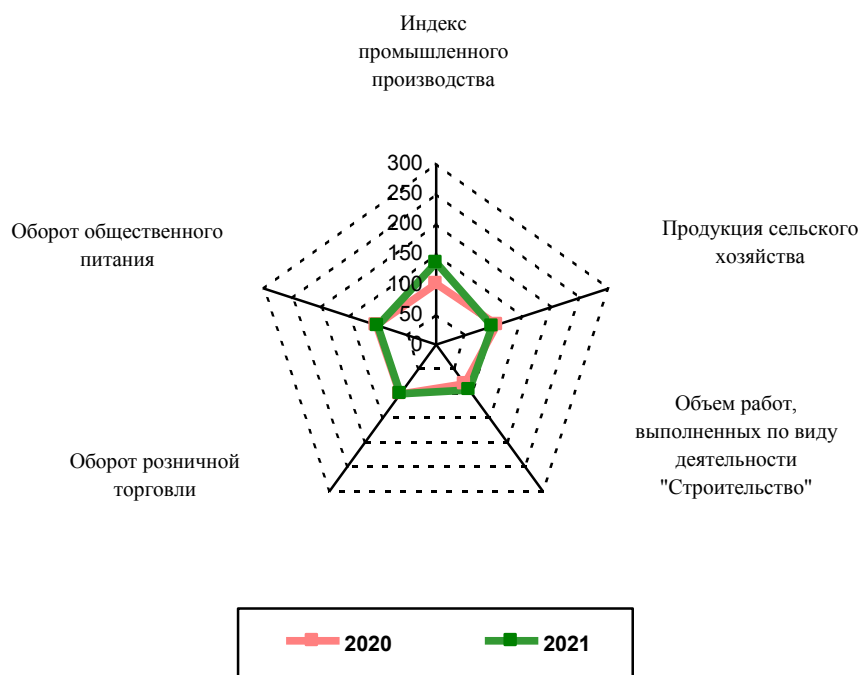 Индекс
промышленного
производства
300
250
200
150
100
50
0
Продукция сельского
хозяйства
Объем работ,
выполненных по виду
деятельности
"Строительство"
Оборот розничной
торговли
Оборот общественного
питания
2020 2021